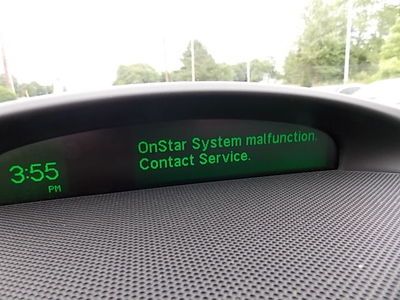 OnStar System malfunction.
Contact Service.
3:55
PM